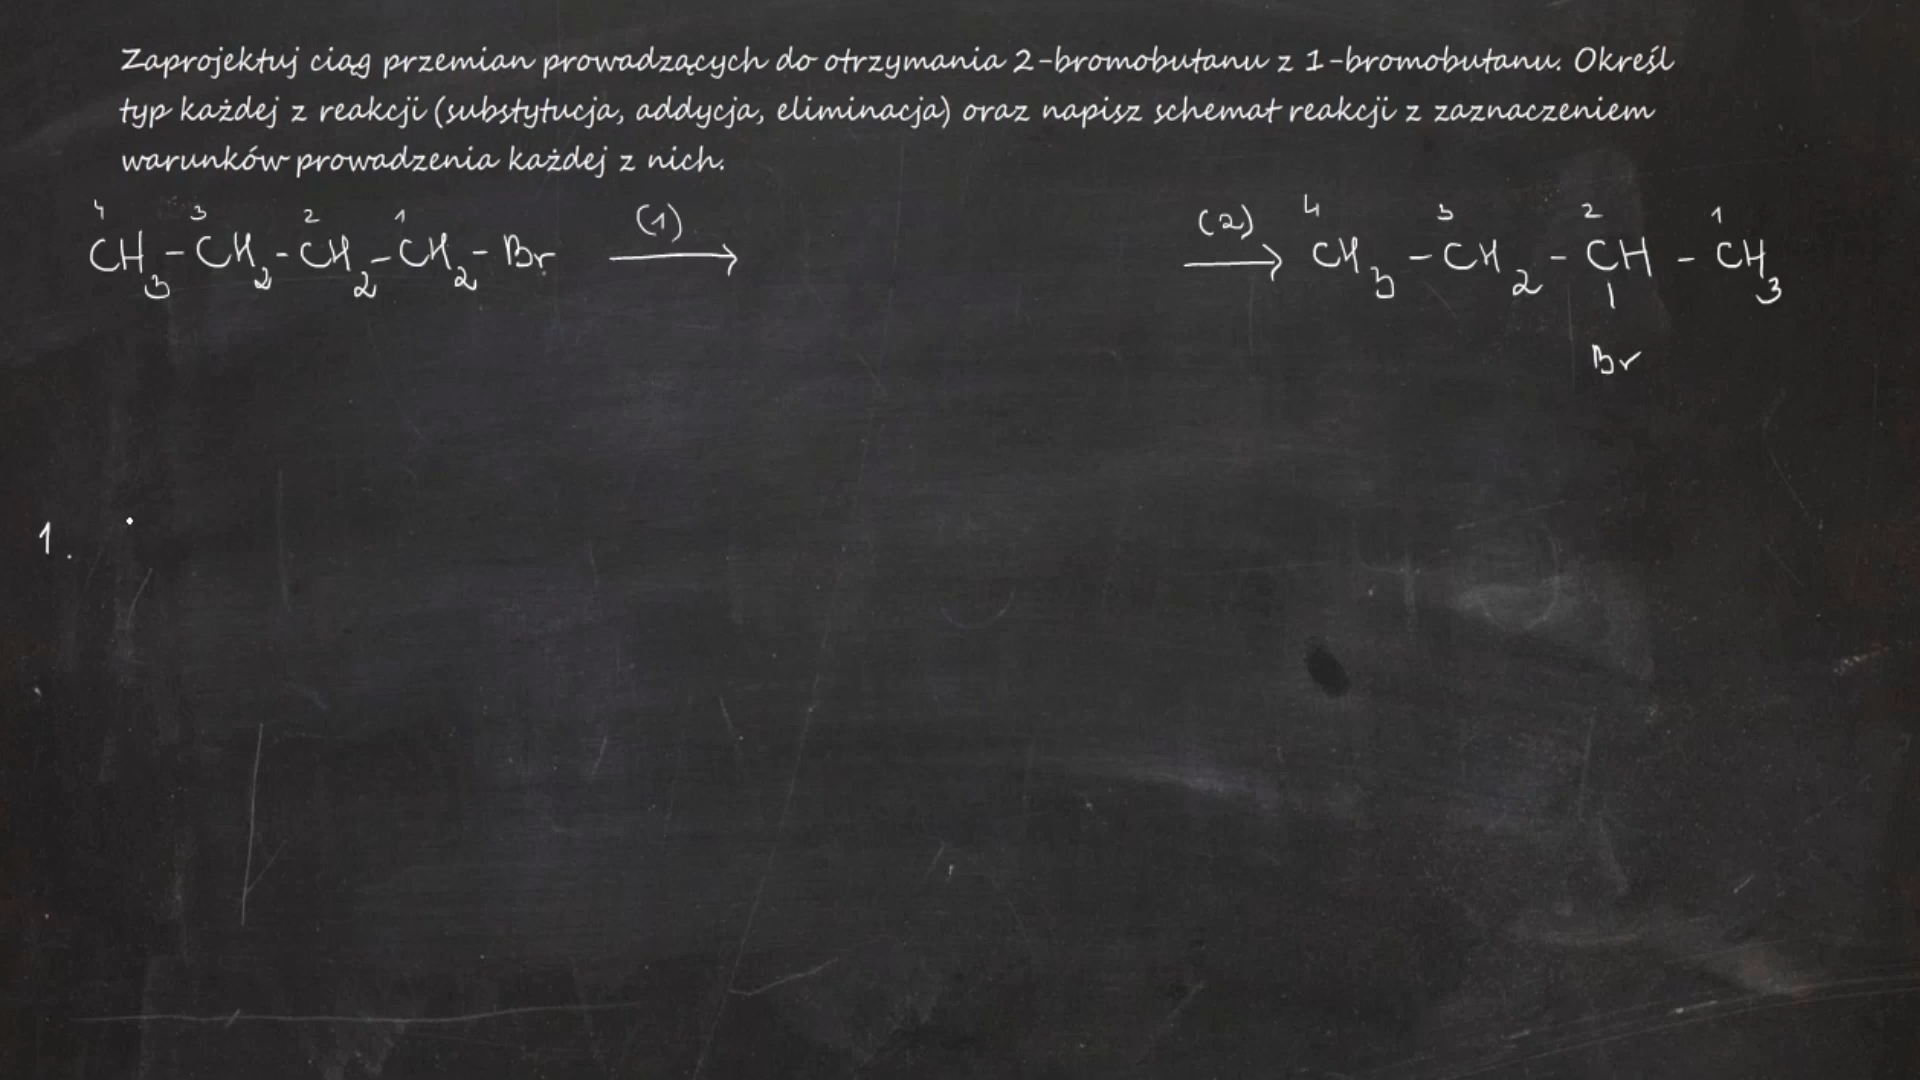 Zaprojektuj ciąg przemian prowadzących do otrzymania 2-bromobutanu z 1-bromobutanu. Określ
typ każdej z reakcji (substytucja, addycja, eliminacja) oraz napisz schemat reakcji z zaznaczeniem
warunków prowadzenia każdej z nich.
4 3 2 1 (1) (2) 4 3 2 1
CH₃-CH₂-CH₂-CH₂-Br → → CH₃-CH₂-CH-CH₃
|
Br
1.